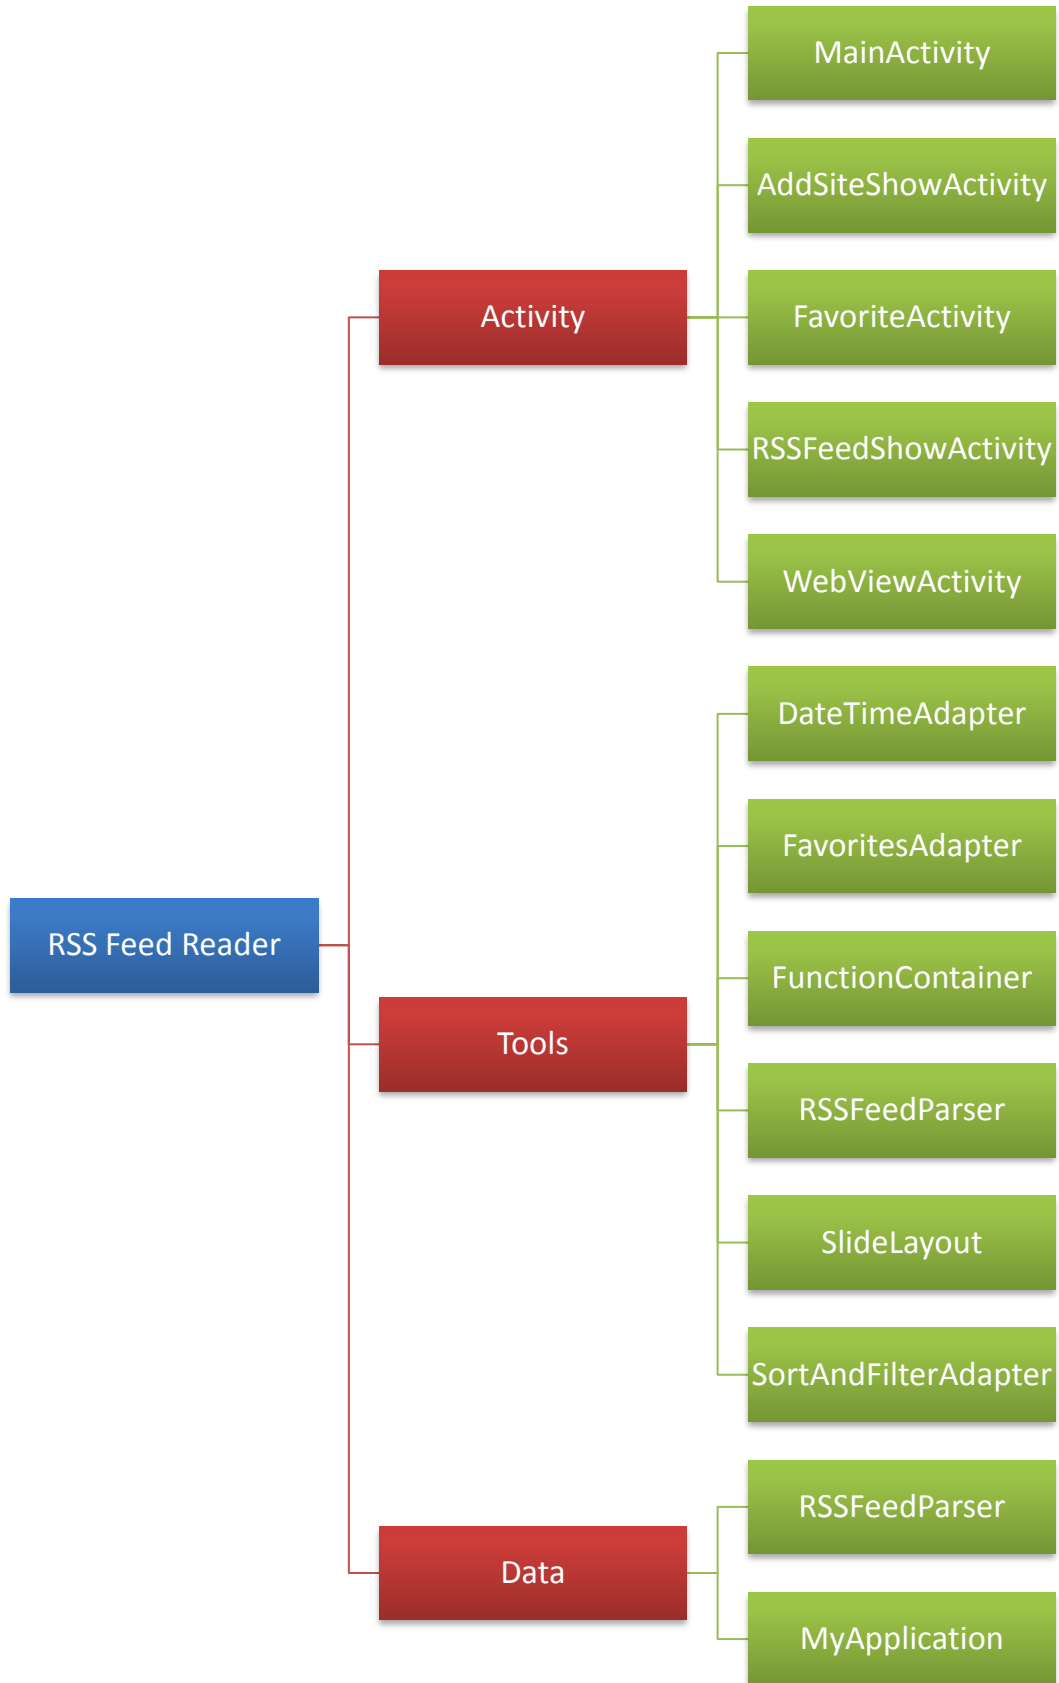 RSS Feed Reader
Activity
MainActivity
AddSiteShowActivity
FavoriteActivity
RSSFeedShowActivity
WebViewActivity
Tools
DateTimeAdapter
FavoritesAdapter
FunctionContainer
RSSFeedParser
SlideLayout
SortAndFilterAdapter
Data
RSSFeedParser
MyApplication